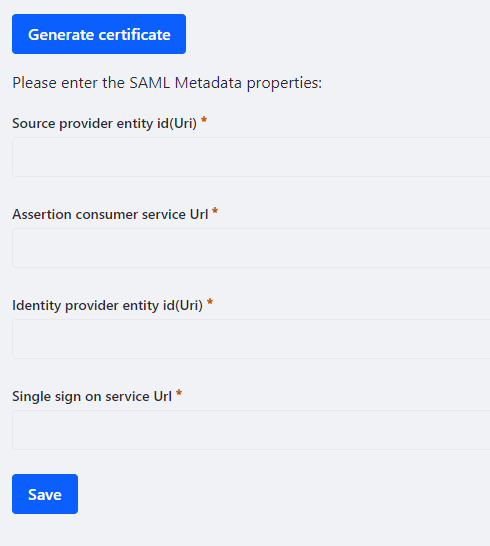 Generate certificate
Please enter the SAML Metadata properties:
Source provider entity id(Uri) *
Assertion consumer service Url *
Identity provider entity id(Uri) *
Single sign on service Url *
Save